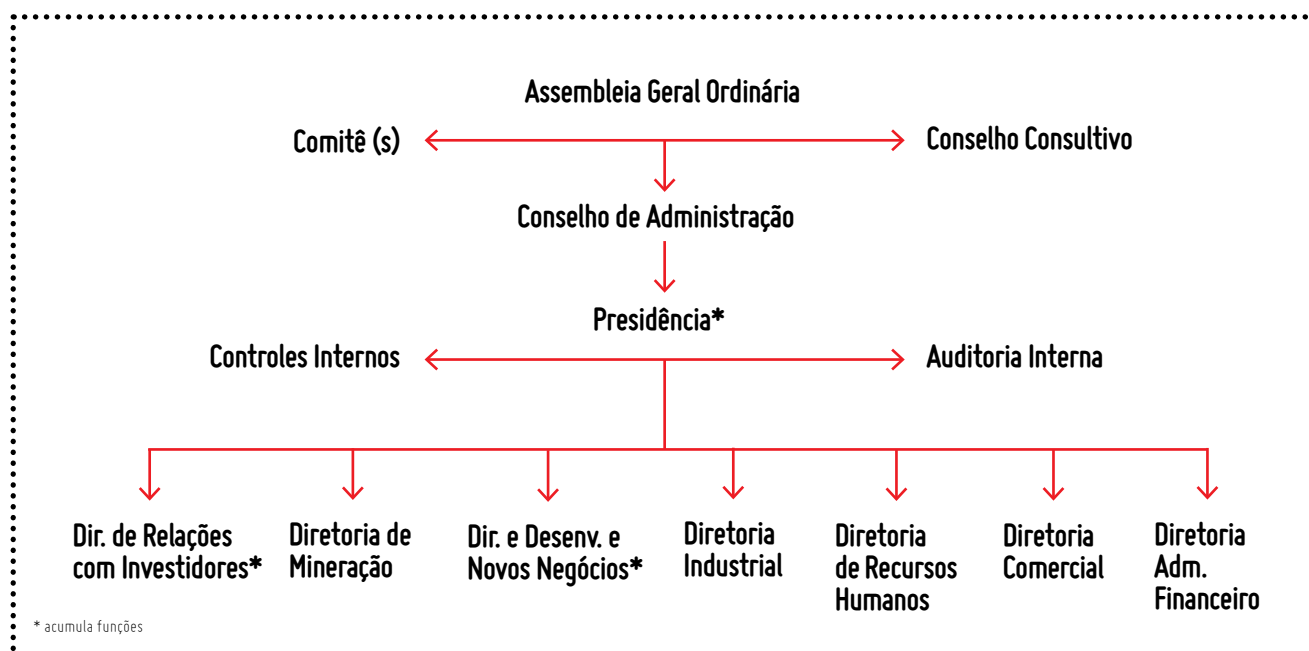 Assembleia Geral Ordinária
Comitê (s)
Conselho Consultivo
Conselho de Administração
Presidência*
Controles Internos
Auditoria Interna
Dir. de Relações
com Investidores*
Diretoria de
Mineração
Dir. e Desenv. e
Novos Negócios*
Diretoria
Industrial
Diretoria
de Recursos
Humanos
Diretoria
Comercial
Diretoria
Adm.
Financeiro
* acumula funções